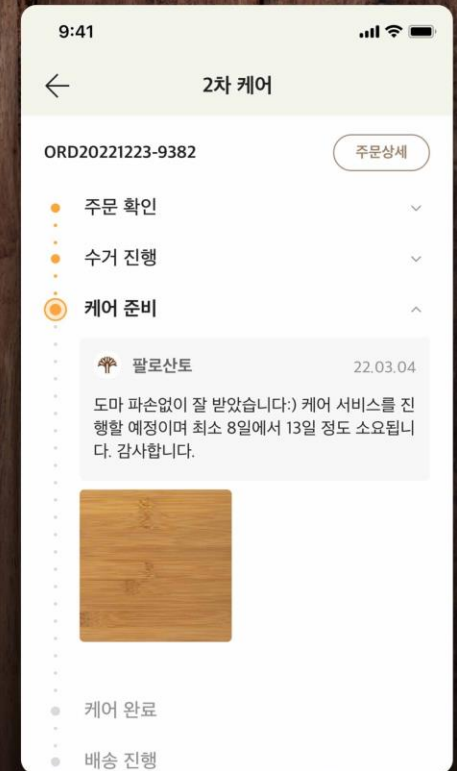 9:41
2차 케어
ORD20221223-9382
주문상세
주문 확인
수거 진행
케어 준비
팔로산토
22.03.04
도마 파손없이 잘 받았습니다:) 케어 서비스를 진
행할 예정이며 최소 8일에서 13일 정도 소요됩니
다. 감사합니다.
케어 완료
배송 진행